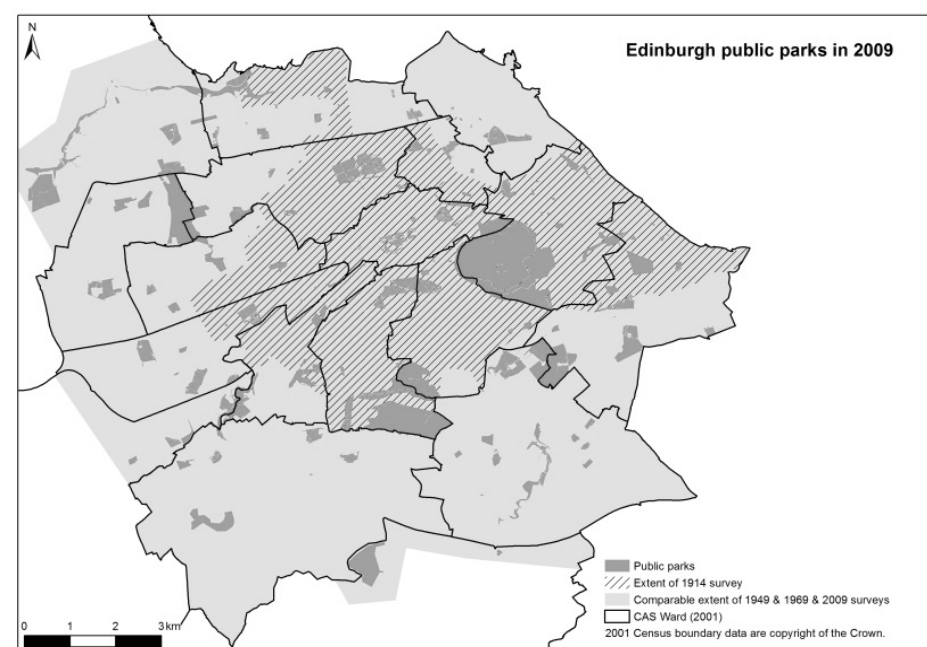 N
Edinburgh public parks in 2009
Public parks
Extent of 1914 survey
Comparable extent of 1949 & 1969 & 2009 surveys
CAS Ward (2001)
2001 Census boundary data are copyright of the Crown.
0 1 2 3 km